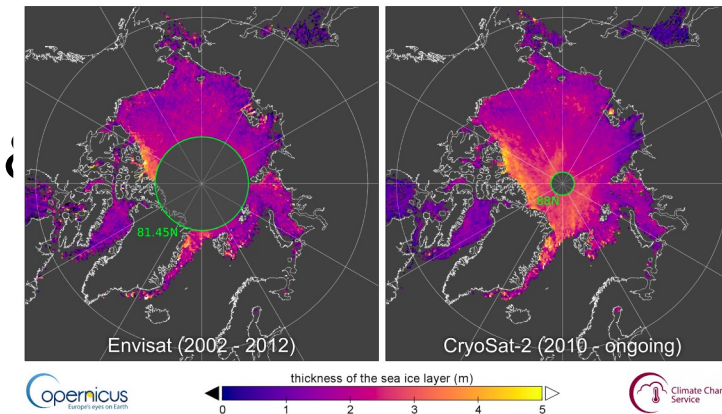 81.45N
88N
Envisat (2002 - 2012)
CryoSat-2 (2010 - ongoing)
opernicus
Europe's eyes on Earth
thickness of the sea ice layer (m)
0 1 2 3 4 5
Climate Chan
Service